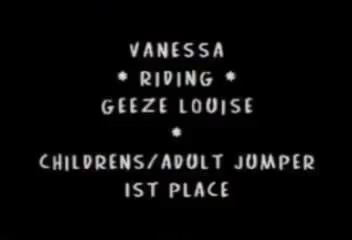 VANESSA
* RIDING *
GEEZE LOUISE
*
CHILDRENS/ADULT JUMPER
1ST PLACE